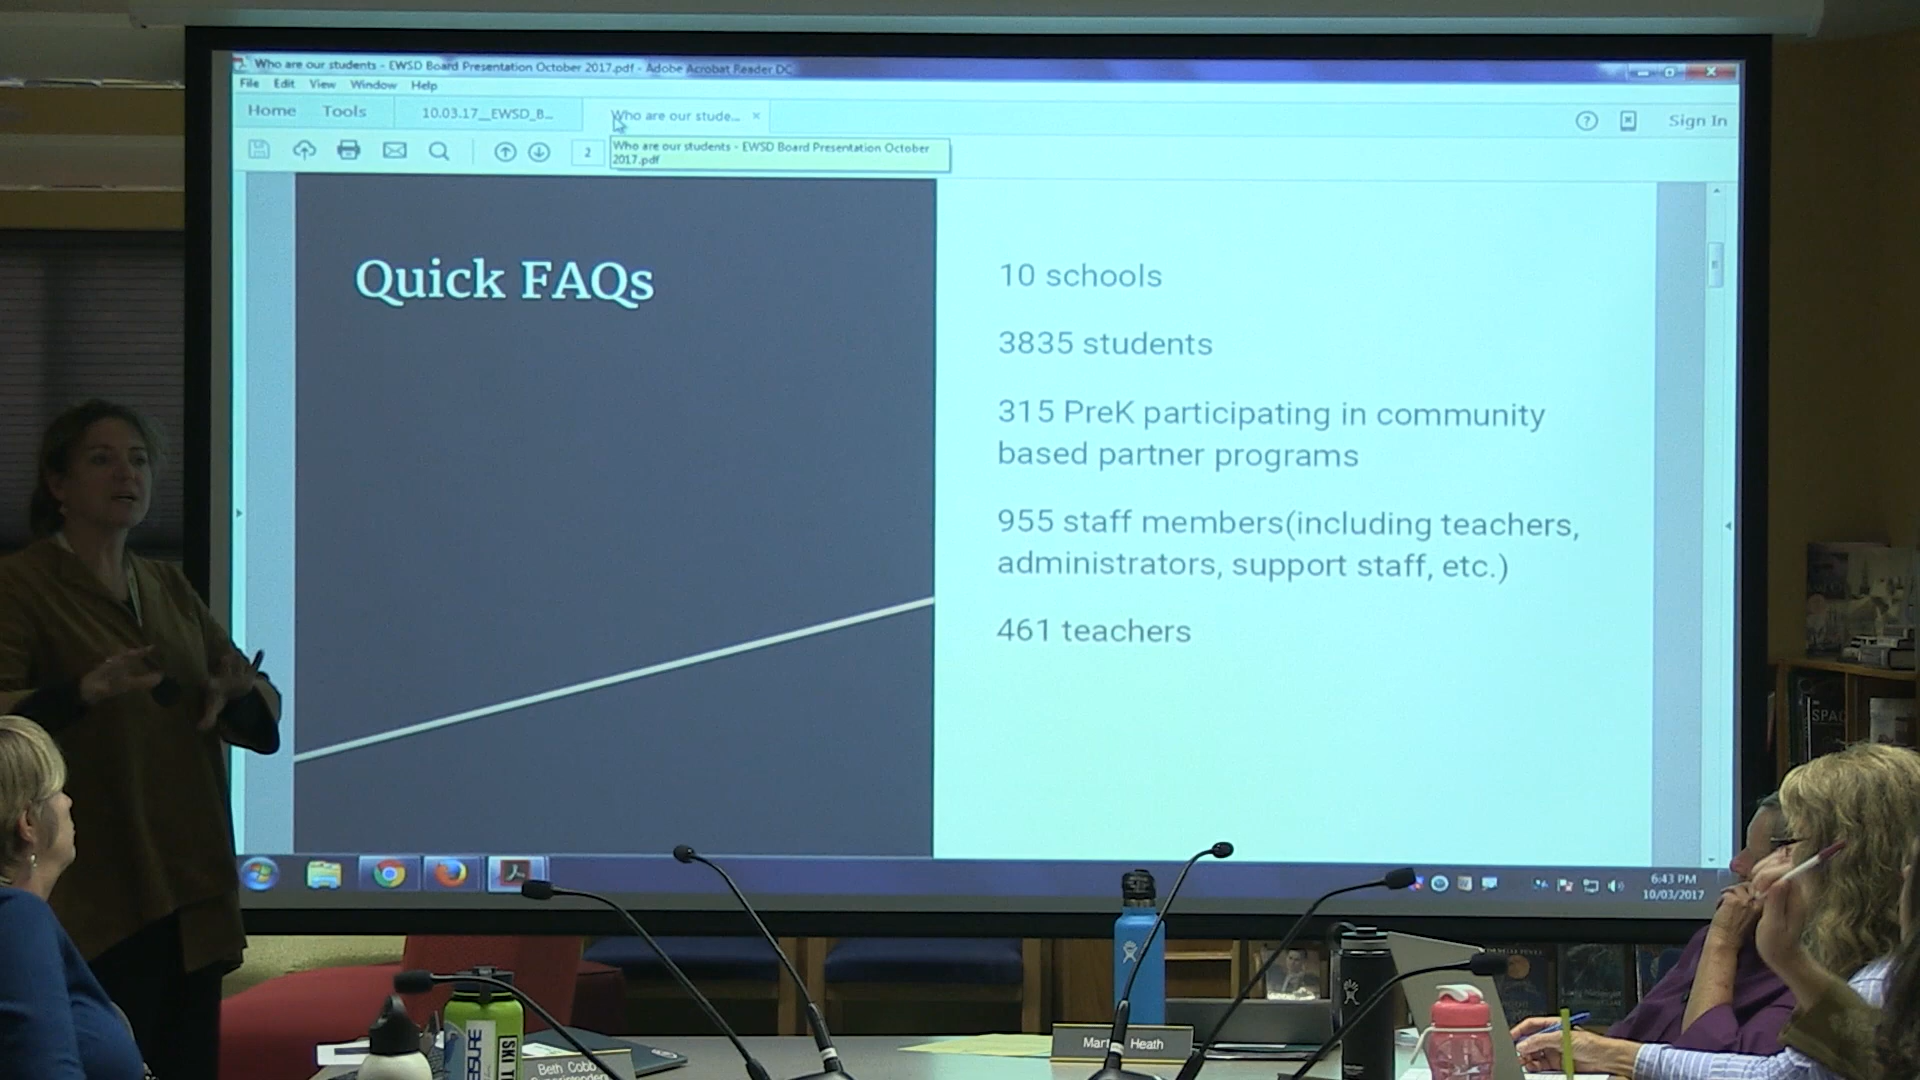 Who are our students - EWSD Board Presentation October 2017.pdf - Adobe Acrobat Reader DC
File Edit View Window Help
Home Tools 10.03.17__EWSD_B... Who are our stude... ×
? Sign In
2
Who are our students - EWSD Board Presentation October
2017.pdf
Quick FAQs
10 schools
3835 students
315 PreK participating in community
based partner programs
955 staff members(including teachers,
administrators, support staff, etc.)
461 teachers
6:43 PM
10/03/2017
SPAC
Heath
Beth Cobb
SKI